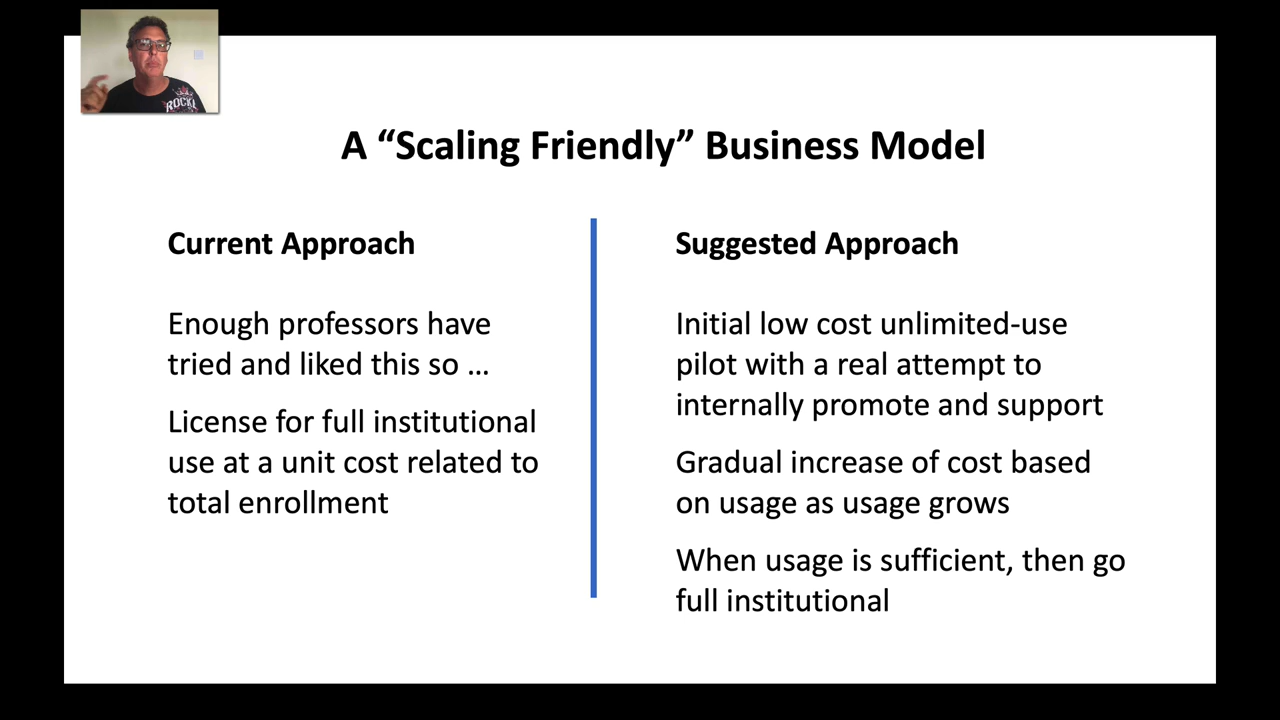 ROCK
A “Scaling Friendly” Business Model
Current Approach
Enough professors have
tried and liked this so ...
License for full institutional
use at a unit cost related to
total enrollment
Suggested Approach
Initial low cost unlimited-use
pilot with a real attempt to
internally promote and support
Gradual increase of cost based
on usage as usage grows
When usage is sufficient, then go
full institutional